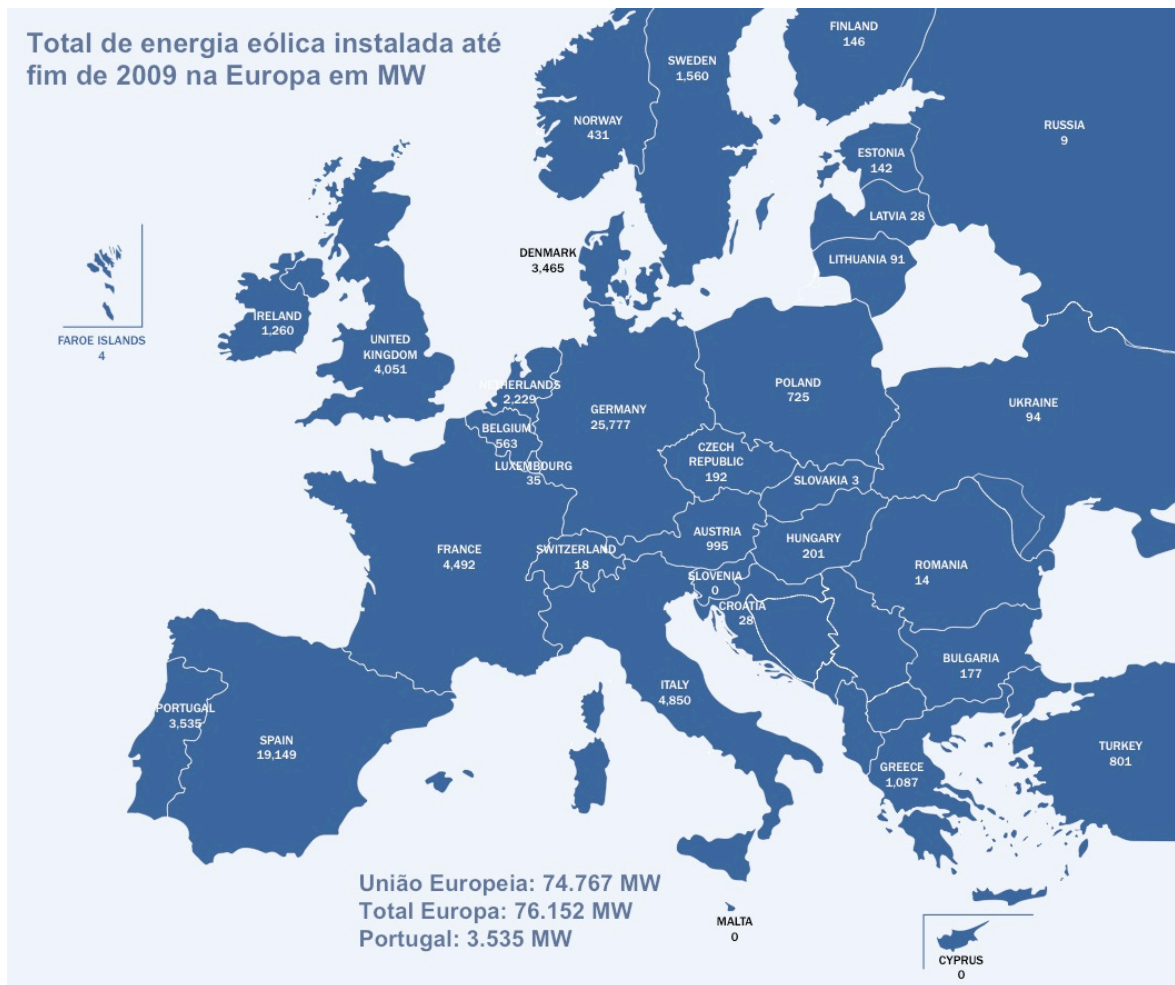 Total de energia eólica instalada até
fim de 2009 na Europa em MW
FINLAND
146
SWEDEN
1,560
NORWAY
431
RUSSIA
9
ESTONIA
142
LATVIA 28
LITHUANIA 91
DENMARK
3,465
FAROE ISLANDS
4
IRELAND
1,260
UNITED
KINGDOM
4,051
NETHERLANDS
2,229
BELGIUM
563
LUXEMBOURG
35
GERMANY
25,777
POLAND
725
UKRAINE
94
CZECH
REPUBLIC
192
SLOVAKIA 3
FRANCE
4,492
SWITZERLAND
18
AUSTRIA
995
HUNGARY
201
ROMANIA
14
SLOVENIA
0
CROATIA
28
BULGARIA
177
PORTUGAL
3,535
SPAIN
19,149
ITALY
4,850
GREECE
1,087
TURKEY
801
União Europeia: 74.767 MW
Total Europa: 76.152 MW
Portugal: 3.535 MW
MALTA
0
CYPRUS
0